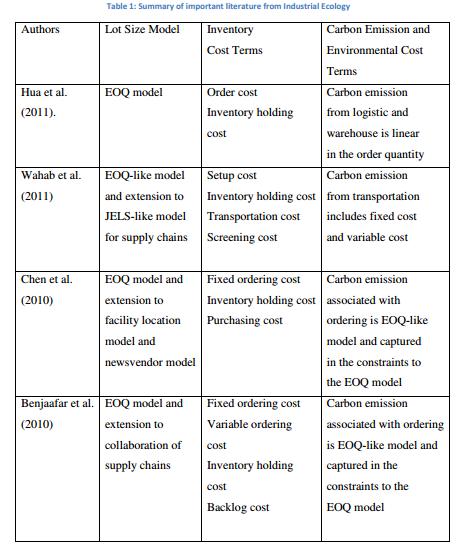 Table 1: Summary of important literature from Industrial Ecology
Authors
Lot Size Model
Inventory
Cost Terms
Carbon Emission and
Environmental Cost
Terms
Hua et al.
(2011).
EOQ model
Order cost
Inventory holding
cost
Carbon emission
from logistic and
warehouse is linear
in the order quantity
Wahab et al.
(2011)
EOQ-like model
and extension to
JELS-like model
for supply chains
Setup cost
Inventory holding cost
Transportation cost
Screening cost
Carbon emission
from transportation
includes fixed cost
and variable cost
Chen et al.
(2010)
EOQ model and
extension to
facility location
model and
newsvendor model
Fixed ordering cost
Inventory holding cost
Purchasing cost
Carbon emission
associated with
ordering is EOQ-like
model and captured
in the constraints to
the EOQ model
Benjaafar et al.
(2010)
EOQ model and
extension to
collaboration of
supply chains
Fixed ordering cost
Variable ordering
cost
Inventory holding
cost
Backlog cost
Carbon emission
associated with ordering
is EOQ-like model and
captured in the
constraints to the
EOQ model